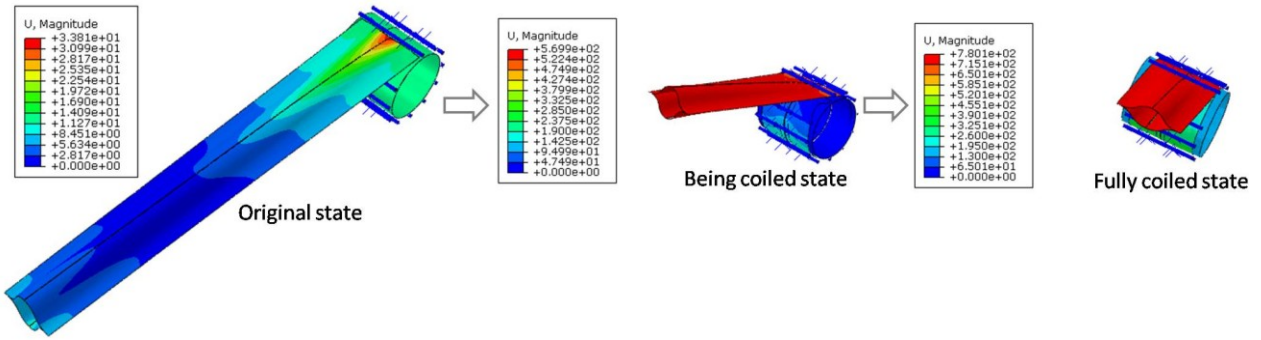 U, Magnitude
+3.381e+01
+3.099e+01
+2.817e+01
+2.535e+01
+2.254e+01
+1.972e+01
+1.690e+01
+1.409e+01
+1.127e+01
+8.451e+00
+5.634e+00
+2.817e+00
+0.000e+00
Original state
U, Magnitude
+5.699e+02
+5.224e+02
+4.749e+02
+4.274e+02
+3.799e+02
+3.325e+02
+2.850e+02
+2.375e+02
+1.900e+02
+1.425e+02
+9.499e+01
+4.749e+01
+0.000e+00
Being coiled state
U, Magnitude
+7.801e+02
+7.151e+02
+6.501e+02
+5.851e+02
+5.201e+02
+4.551e+02
+3.901e+02
+3.251e+02
+2.600e+02
+1.950e+02
+1.300e+02
+6.501e+01
+0.000e+00
Fully coiled state